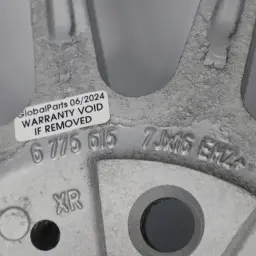 GlobalParts 06/2024
WARRANTY VOID
IF REMOVED
6 775 615 7Jx16 EH2+
XR